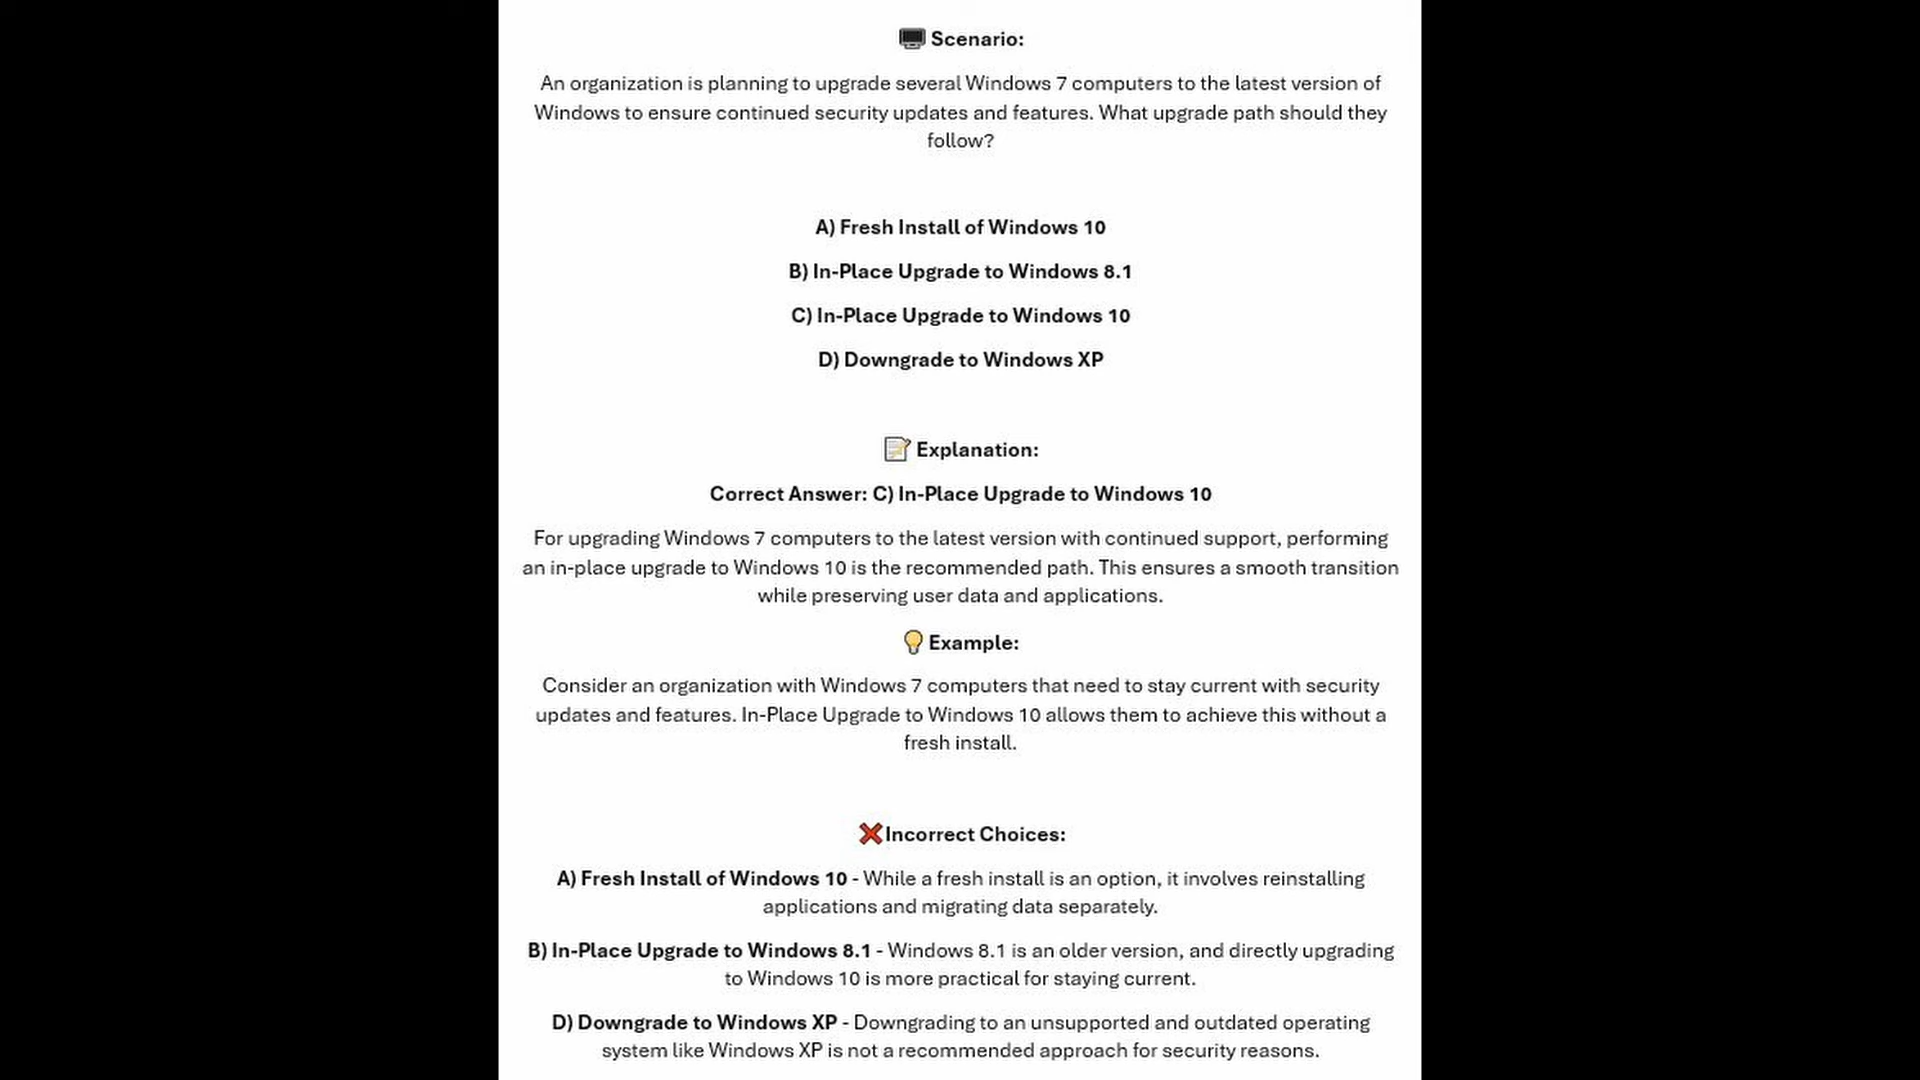 Scenario:
An organization is planning to upgrade several Windows 7 computers to the latest version of
Windows to ensure continued security updates and features. What upgrade path should they
follow?
A) Fresh Install of Windows 10
B) In-Place Upgrade to Windows 8.1
C) In-Place Upgrade to Windows 10
D) Downgrade to Windows XP
Explanation:
Correct Answer: C) In-Place Upgrade to Windows 10
For upgrading Windows 7 computers to the latest version with continued support, performing
an in-place upgrade to Windows 10 is the recommended path. This ensures a smooth transition
while preserving user data and applications.
Example:
Consider an organization with Windows 7 computers that need to stay current with security
updates and features. In-Place Upgrade to Windows 10 allows them to achieve this without a
fresh install.
Incorrect Choices:
A) Fresh Install of Windows 10 - While a fresh install is an option, it involves reinstalling
applications and migrating data separately.
B) In-Place Upgrade to Windows 8.1 - Windows 8.1 is an older version, and directly upgrading
to Windows 10 is more practical for staying current.
D) Downgrade to Windows XP - Downgrading to an unsupported and outdated operating
system like Windows XP is not a recommended approach for security reasons.